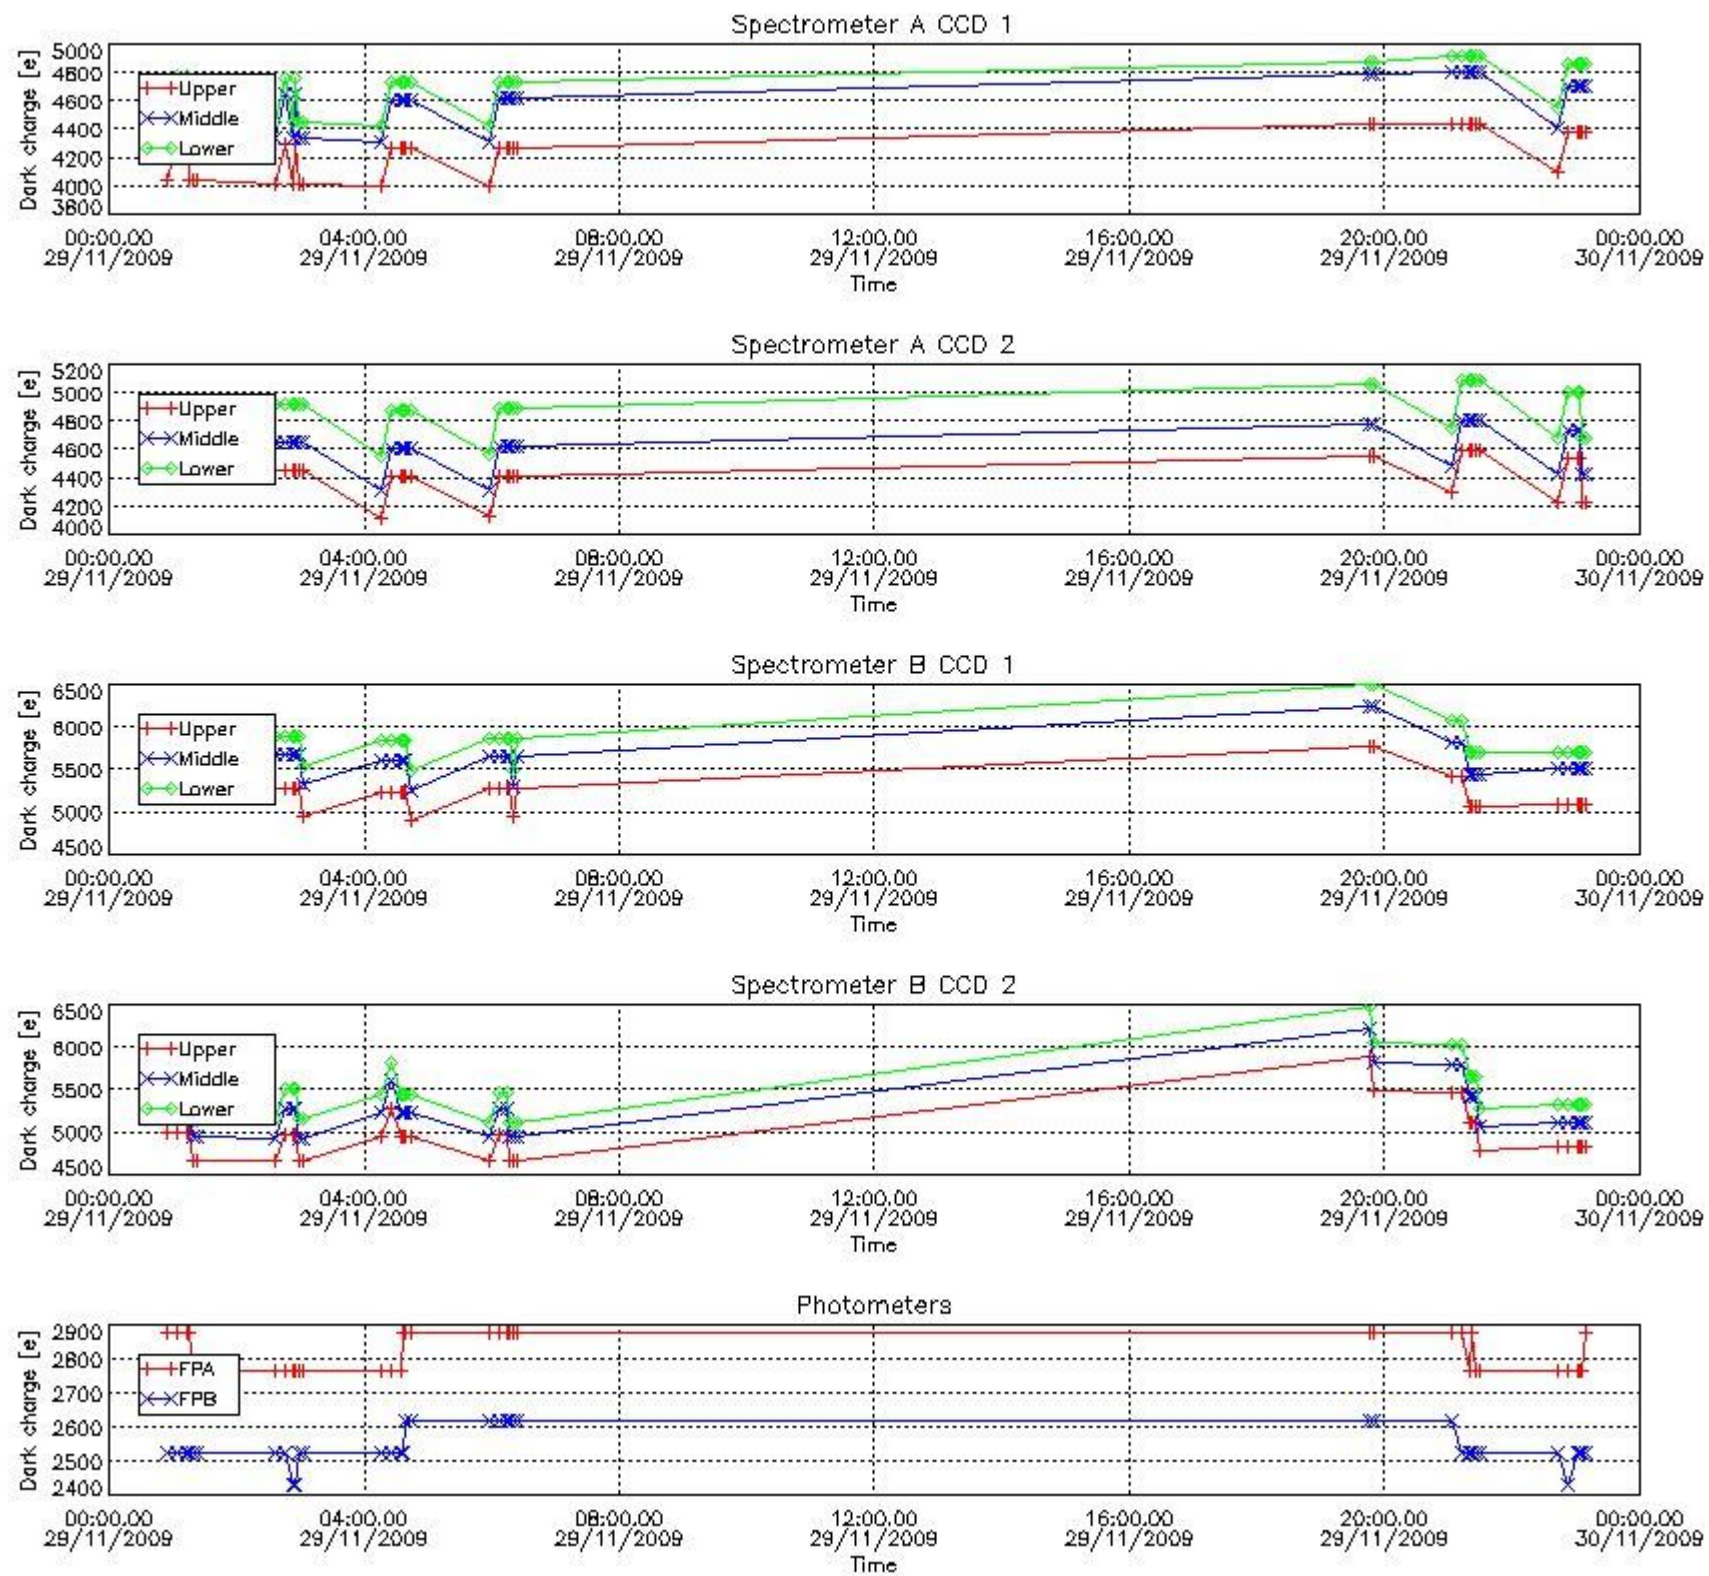 Spectrometer A CCD 1
Dark charge [e]
5000
4800
4600
4400
4200
4000
3800
Upper
Middle
Lower
00:00.00 04:00.00 08:00.00 12:00.00 16:00.00 20:00.00 00:00.00
29/11/2009 29/11/2009 29/11/2009 29/11/2009 29/11/2009 29/11/2009 30/11/2009
Time
Spectrometer A CCD 2
Dark charge [e]
5200
5000
4800
4600
4400
4200
4000
Upper
Middle
Lower
00:00.00 04:00.00 08:00.00 12:00.00 16:00.00 20:00.00 00:00.00
29/11/2009 29/11/2009 29/11/2009 29/11/2009 29/11/2009 29/11/2009 30/11/2009
Time
Spectrometer B CCD 1
Dark charge [e]
6500
6000
5500
5000
4500
Upper
Middle
Lower
00:00.00 04:00.00 08:00.00 12:00.00 16:00.00 20:00.00 00:00.00
29/11/2009 29/11/2009 29/11/2009 29/11/2009 29/11/2009 29/11/2009 30/11/2009
Time
Spectrometer B CCD 2
Dark charge [e]
6500
6000
5500
5000
4500
Upper
Middle
Lower
00:00.00 04:00.00 08:00.00 12:00.00 16:00.00 20:00.00 00:00.00
29/11/2009 29/11/2009 29/11/2009 29/11/2009 29/11/2009 29/11/2009 30/11/2009
Time
Photometers
Dark charge [e]
2900
2800
2700
2600
2500
2400
FPA
FPB
00:00.00 04:00.00 08:00.00 12:00.00 16:00.00 20:00.00 00:00.00
29/11/2009 29/11/2009 29/11/2009 29/11/2009 29/11/2009 29/11/2009 30/11/2009
Time